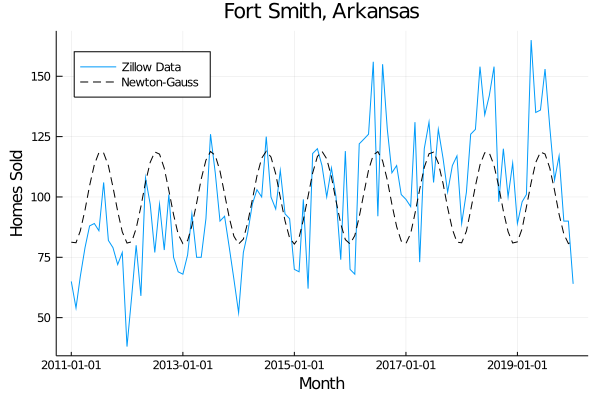 Fort Smith, Arkansas
Zillow Data
Newton-Gauss
Homes Sold
150
125
100
75
50
2011-01-01 2013-01-01 2015-01-01 2017-01-01 2019-01-01
Month